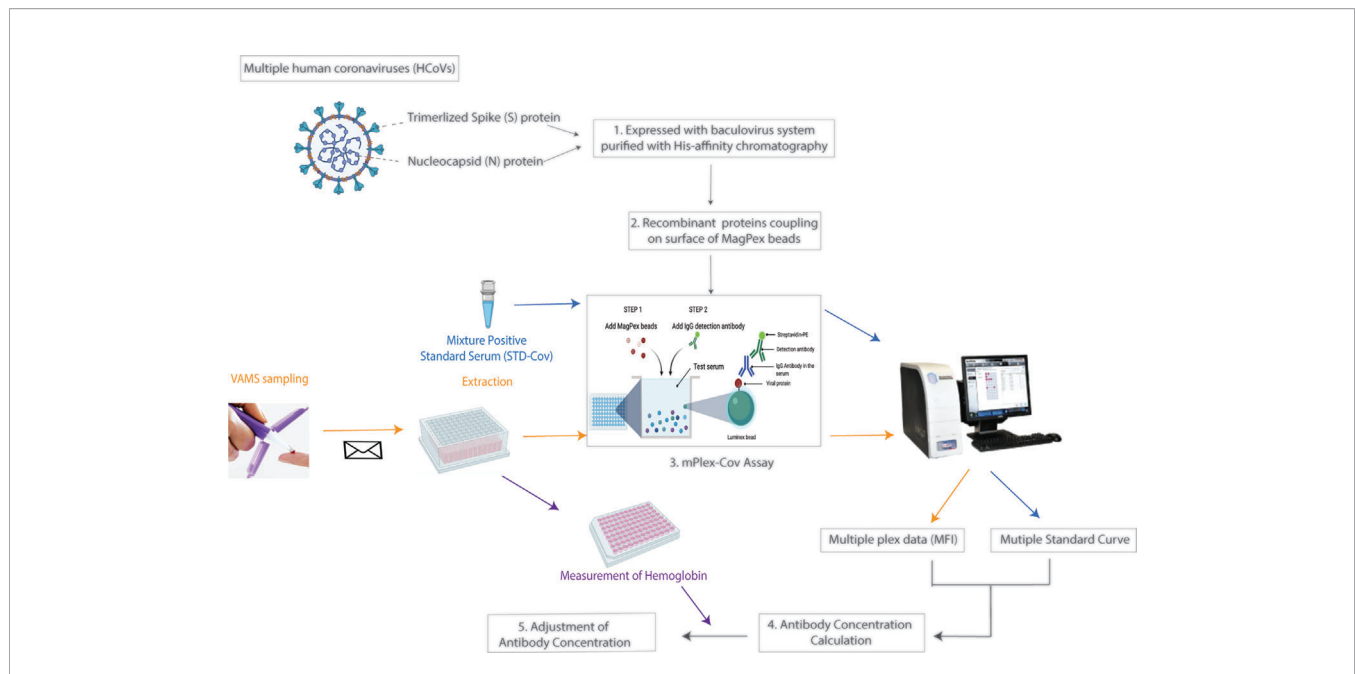 Multiple human coronaviruses (HCoVs)
Trimerlized Spike (S) protein
Nucleocapsid (N) protein
1. Expressed with baculovirus system
purified with His-affinity chromatography
2. Recombinant proteins coupling
on surface of MagPex beads
Mixture Positive
Standard Serum (STD-Cov)
STEP 1
Add MagPex beads
STEP 2
Add IgG detection antibody
Test serum
Streptavidin-PE
Detection antibody
IgG Antibody in the
serum
Viral protein
Luminex bead
3. mPlex-Cov Assay
VAMS sampling
Extraction
Measurement of Hemoglobin
Multiple plex data (MFI)
Mutiple Standard Curve
4. Antibody Concentration
Calculation
5. Adjustment of
Antibody Concentration